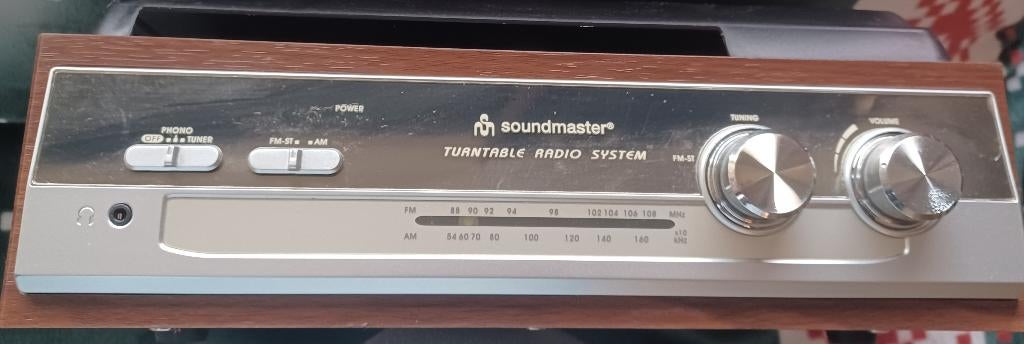 POWER
PHONO
OFF TUNER
FM-ST AM
soundmaster®
TURNTABLE RADIO SYSTEM
TUNING
FM-ST
VOLUME
FM 88 90 92 94 98 102 104 106 108 MHz
AM 54 60 70 80 100 120 140 160 x10 kHz